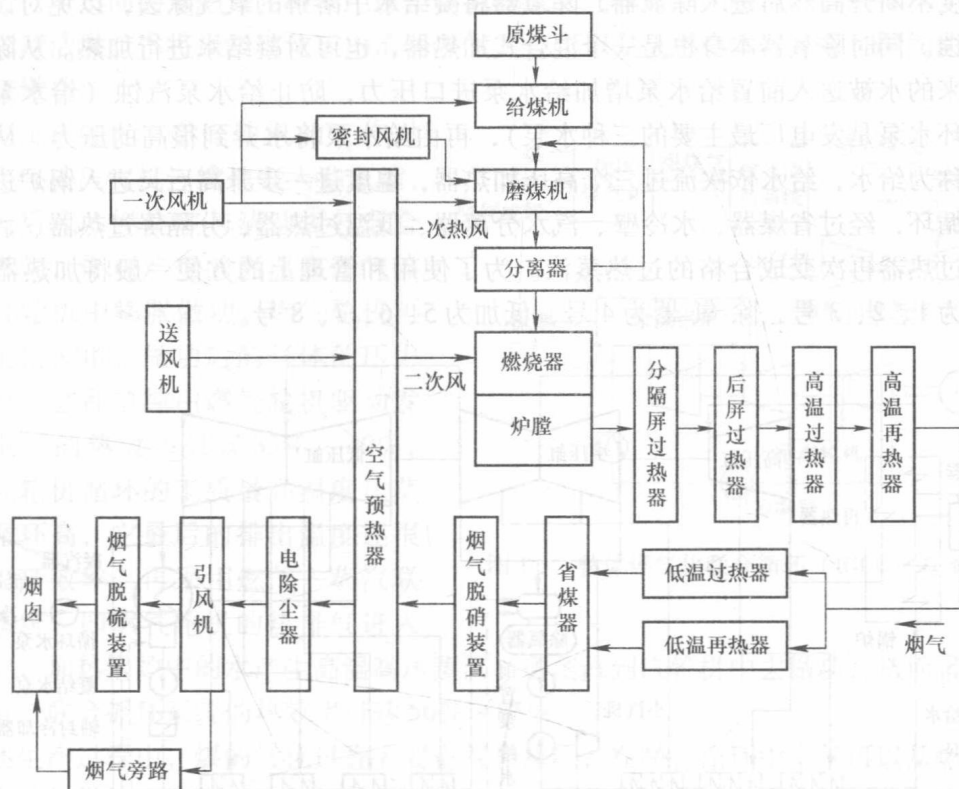 原煤斗
给煤机
密封风机
一次风机
磨煤机
一次热风
分离器
送风机
二次风
燃烧器
炉膛
分隔屏过热器
后屏过热器
高温过热器
高温再热器
空气预热器
烟囱
烟气脱硫装置
引风机
电除尘器
烟气脱硝装置
省煤器
低温过热器
低温再热器
烟气
烟气旁路